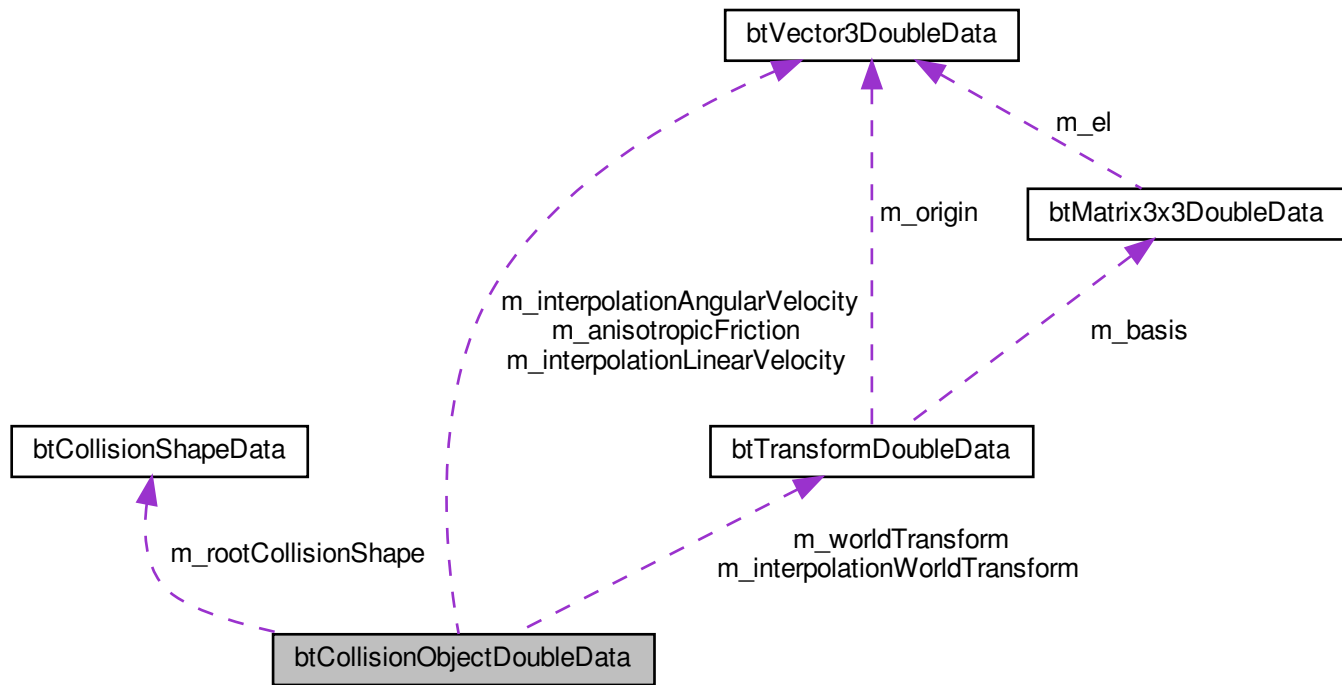 btVector3DoubleData
m_el
btMatrix3x3DoubleData
m_origin
m_interpolationAngularVelocity
m_anisotropicFriction
m_interpolationLinearVelocity
m_basis
btCollisionShapeData
btTransformDoubleData
m_rootCollisionShape
m_worldTransform
m_interpolationWorldTransform
btCollisionObjectDoubleData